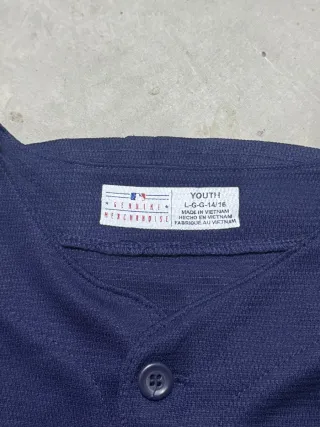 GENUINE
MERCHANDISE
YOUTH
L-G-G-14/16
MADE IN VIETNAM
HECHO EN VIETNAM
FABRIQUÉ AU VIETNAM